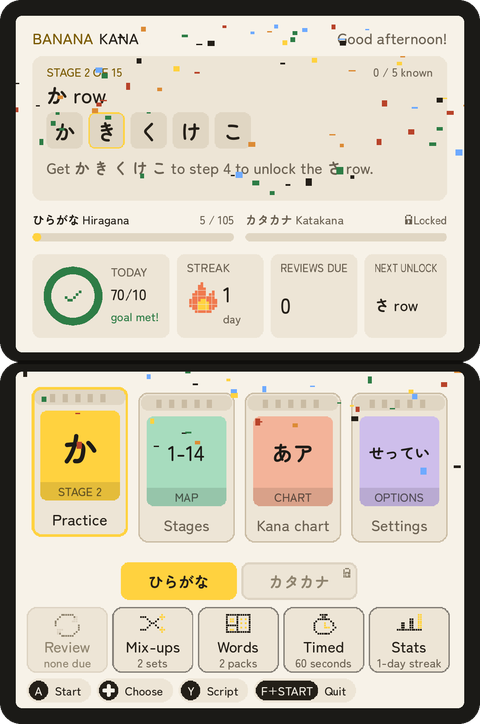 BANANA KANA
Good afternoon!
STAGE 2 OF 15
0 / 5 known
か row
か き く け こ
Get か き く け こ to step 4 to unlock the さ row.
ひらがな Hiragana
5 / 105
カタカナ Katakana
Locked
TODAY
70/10
goal met!
STREAK
1
day
REVIEWS DUE
0
NEXT UNLOCK
さ row
か
STAGE 2
Practice
1-14
MAP
Stages
あア
CHART
Kana chart
せってい
OPTIONS
Settings
ひらがな
カタカナ
Review
none due
Mix-ups
2 sets
Words
2 packs
Timed
60 seconds
Stats
1-day streak
A Start
Choose
Y Script
F+START Quit